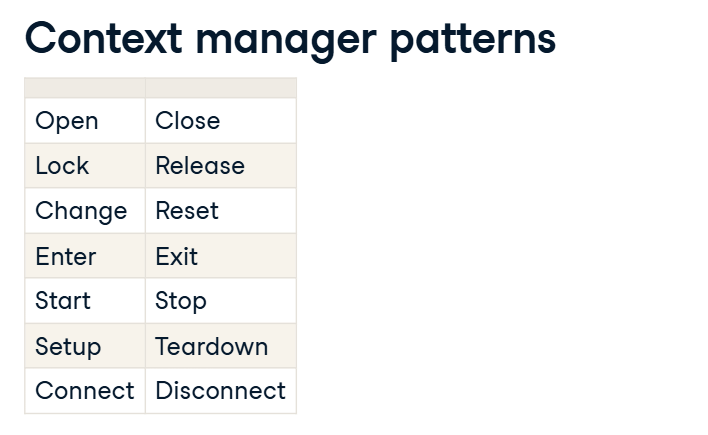 Context manager patterns
Open Close
Lock Release
Change Reset
Enter Exit
Start Stop
Setup Teardown
Connect Disconnect